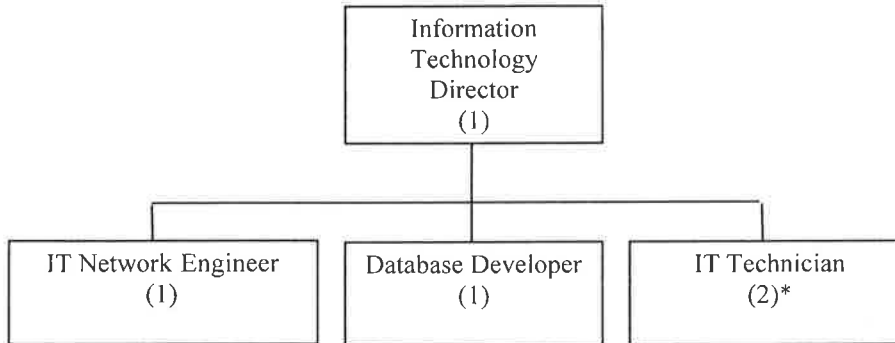 Information
Technology
Director
(1)
IT Network Engineer
(1)
Database Developer
(1)
IT Technician
(2)*